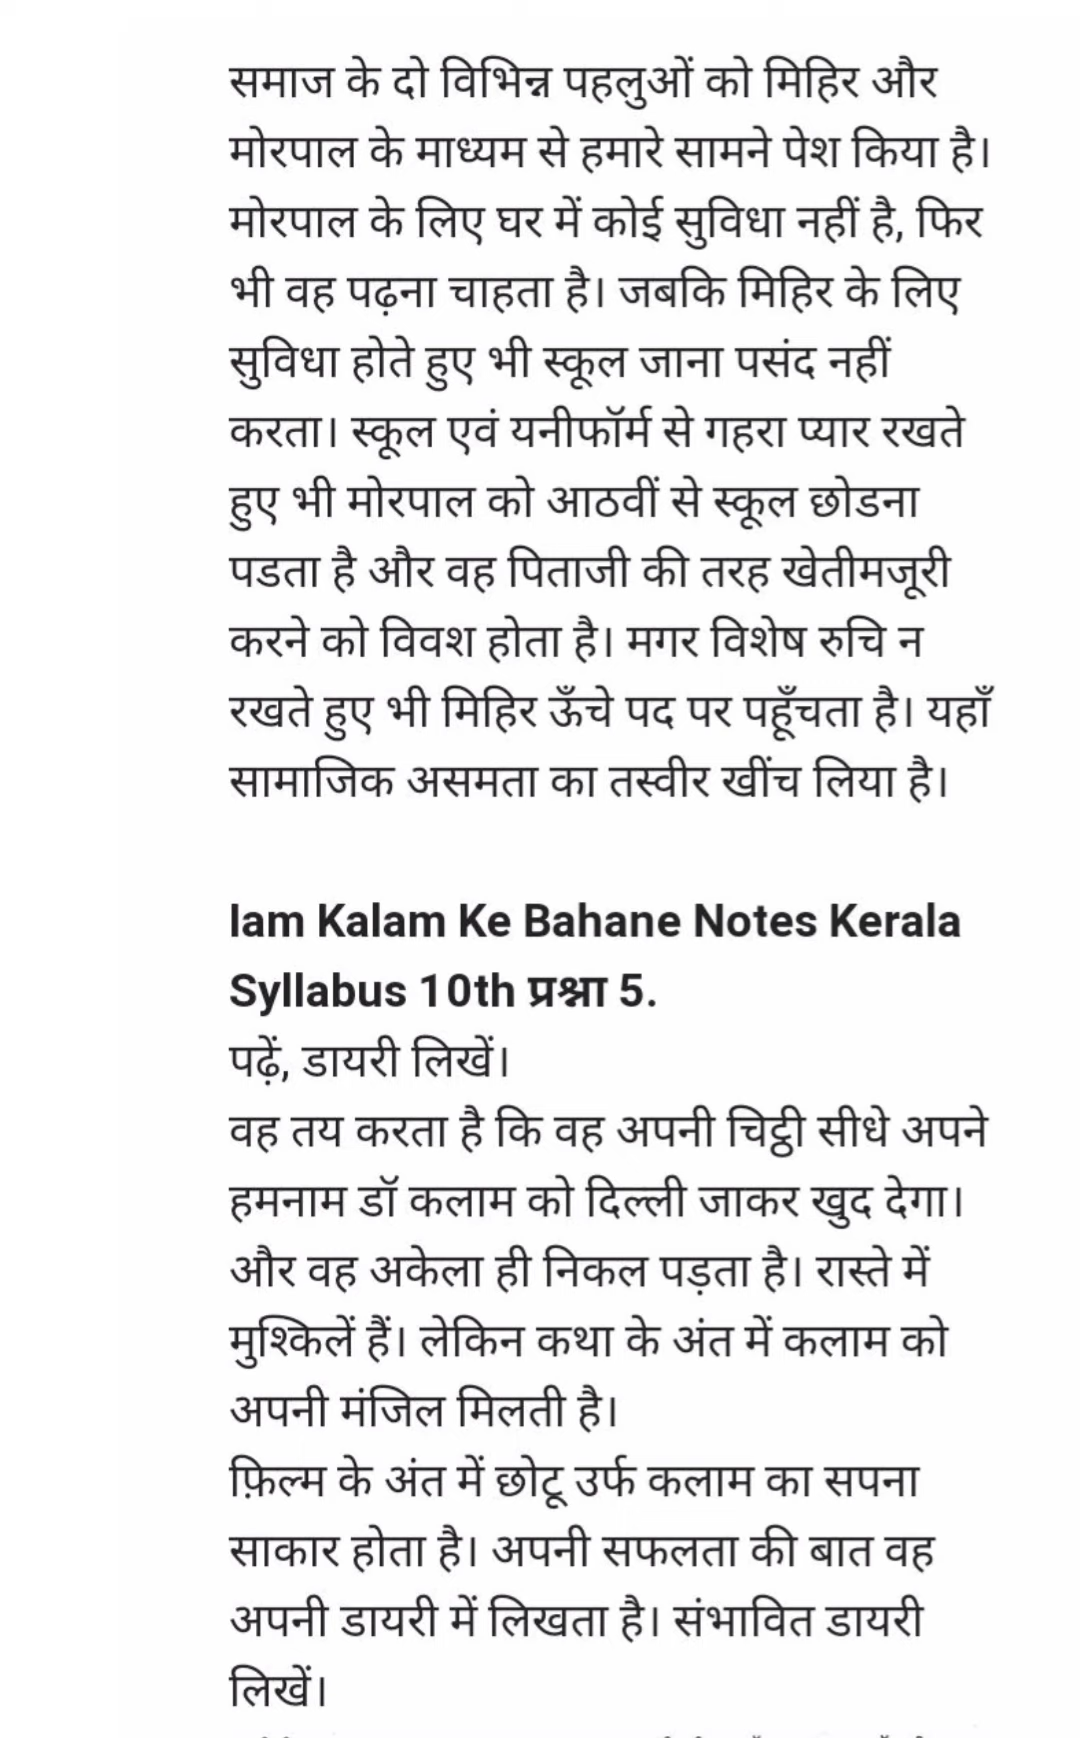 समाज के दो विभिन्न पहलुओं को मिहिर और
मोरपाल के माध्यम से हमारे सामने पेश किया है।
मोरपाल के लिए घर में कोई सुविधा नहीं है, फिर
भी वह पढ़ना चाहता है। जबकि मिहिर के लिए
सुविधा होते हुए भी स्कूल जाना पसंद नहीं
करता। स्कूल एवं यनीफॉर्म से गहरा प्यार रखते
हुए भी मोरपाल को आठवीं से स्कूल छोडना
पडता है और वह पिताजी की तरह खेतीमजूरी
करने को विवश होता है। मगर विशेष रुचि न
रखते हुए भी मिहिर ऊँचे पद पर पहूँचता है। यहाँ
सामाजिक असमता का तस्वीर खींच लिया है।
Iam Kalam Ke Bahane Notes Kerala
Syllabus 10th प्रश्ना 5.
पढ़ें, डायरी लिखें।
वह तय करता है कि वह अपनी चिट्ठी सीधे अपने
हमनाम डॉ कलाम को दिल्ली जाकर खुद देगा।
और वह अकेला ही निकल पड़ता है। रास्ते में
मुश्किलें हैं। लेकिन कथा के अंत में कलाम को
अपनी मंजिल मिलती है।
फ़िल्म के अंत में छोटू उर्फ कलाम का सपना
साकार होता है। अपनी सफलता की बात वह
अपनी डायरी में लिखता है। संभावित डायरी
लिखें।